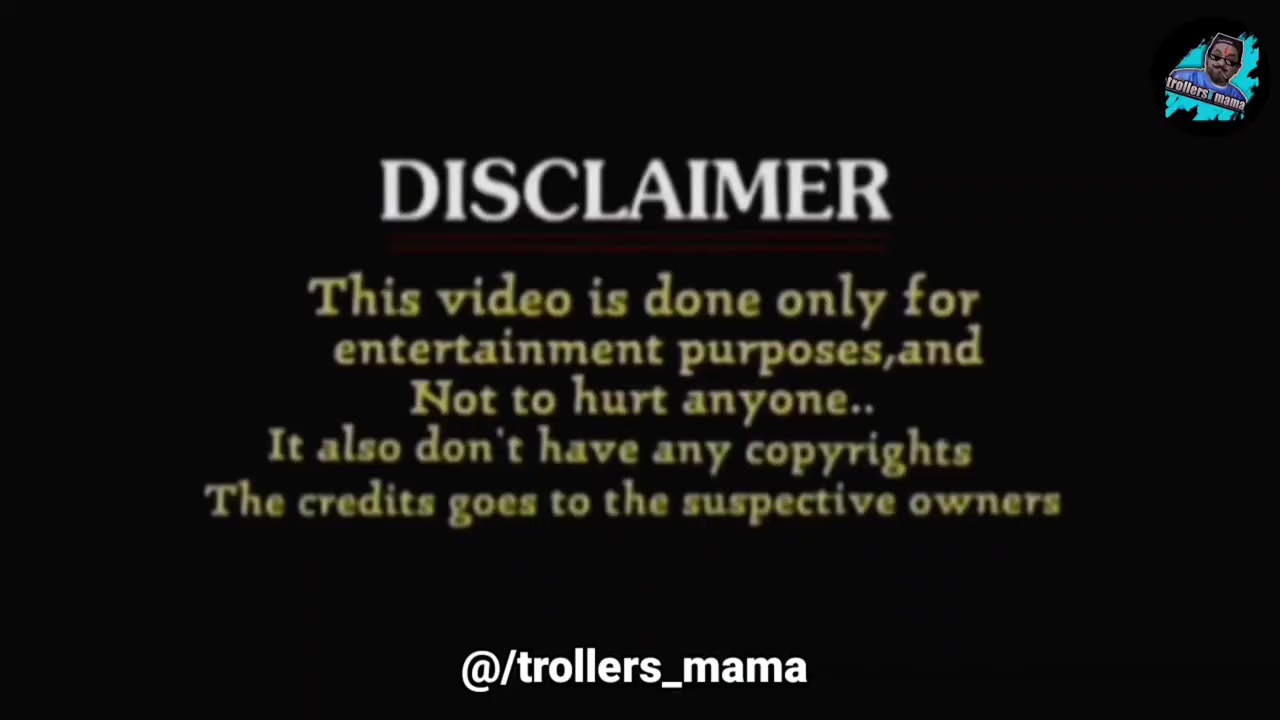 trollers_mama
DISCLAIMER
This video is done only for
entertainment purposes,and
Not to hurt anyone..
It also don't have any copyrights
The credits goes to the suspective owners
@/trollers_mama